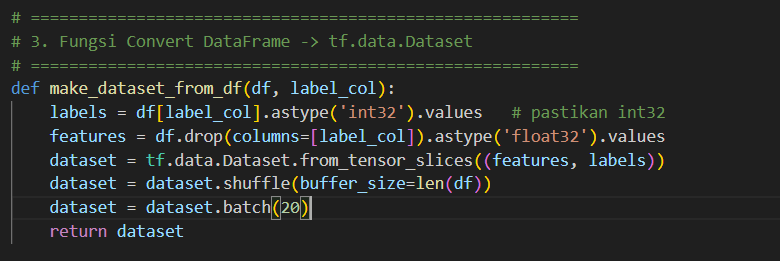 # =========================================================
# 3. Fungsi Convert DataFrame -> tf.data.Dataset
# =========================================================
def make_dataset_from_df(df, label_col):
    labels = df[label_col].astype('int32').values   # pastikan int32
    features = df.drop(columns=[label_col]).astype('float32').values
    dataset = tf.data.Dataset.from_tensor_slices((features, labels))
    dataset = dataset.shuffle(buffer_size=len(df))
    dataset = dataset.batch(20)
    return dataset